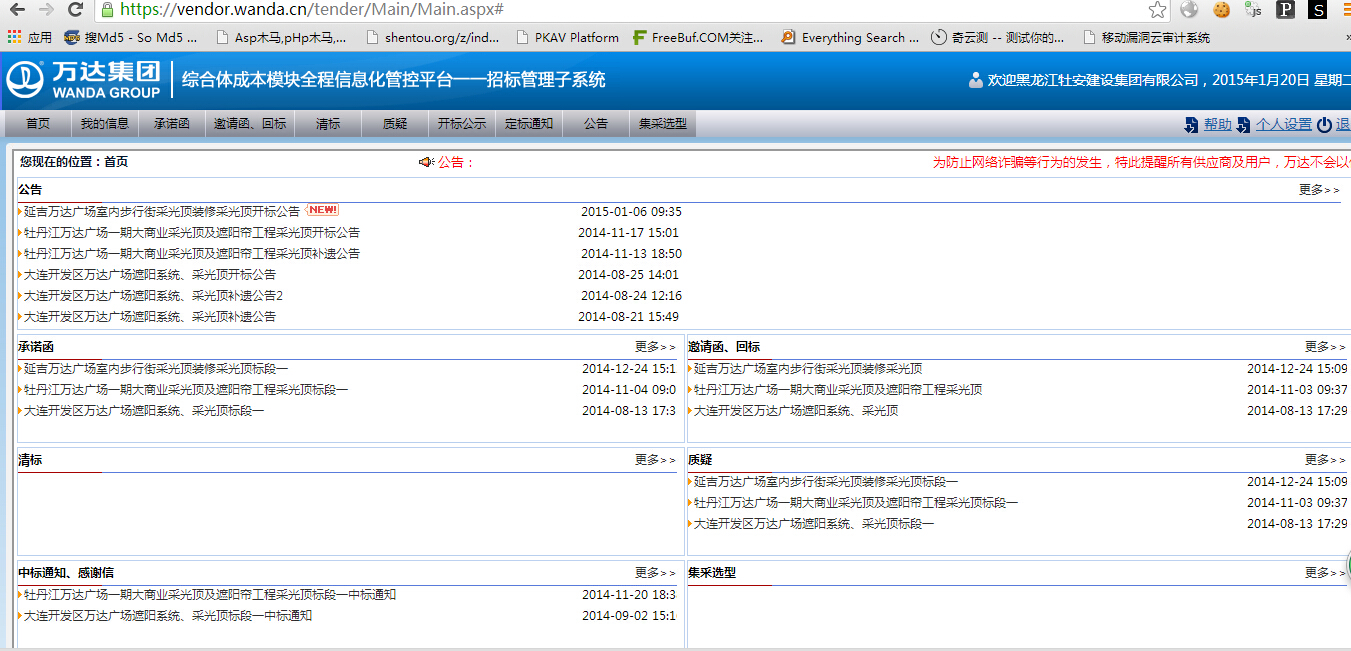 https://vendor.wanda.cn/tender/Main/Main.aspx#
应用 搜Md5 - So Md5 ... Asp木马,pHp木马,... shentou.org/z/ind... PKAV Platform FreeBuf.COM关注... Everything Search ... 奇云测 -- 测试你的... 移动漏洞云审计系统 »
万达集团 WANDA GROUP 综合体成本模块全程信息化管控平台——招标管理子系统 欢迎黑龙江牡安建设集团有限公司，2015年1月20日 星期二
首页 我的信息 承诺函 邀请函、回标 清标 质疑 开标公示 定标通知 公告 集采选型 帮助 个人设置 退
您现在的位置：首页 公告： 为防止网络诈骗等行为的发生，特此提醒所有供应商及用户，万达不会以
公告 更多>>
延吉万达广场室内步行街采光顶装修采光顶开标公告 NEW! 2015-01-06 09:35
牡丹江万达广场一期大商业采光顶及遮阳帘工程采光顶开标公告 2014-11-17 15:01
牡丹江万达广场一期大商业采光顶及遮阳帘工程采光顶补遗公告 2014-11-13 18:50
大连开发区万达广场遮阳系统、采光顶开标公告 2014-08-25 14:01
大连开发区万达广场遮阳系统、采光顶补遗公告2 2014-08-24 12:16
大连开发区万达广场遮阳系统、采光顶补遗公告 2014-08-21 15:49
承诺函 更多>>
延吉万达广场室内步行街采光顶装修采光顶标段一 2014-12-24 15:1
牡丹江万达广场一期大商业采光顶及遮阳帘工程采光顶标段一 2014-11-04 09:0
大连开发区万达广场遮阳系统、采光顶标段一 2014-08-13 17:3
邀请函、回标 更多>>
延吉万达广场室内步行街采光顶装修采光顶 2014-12-24 15:09
牡丹江万达广场一期大商业采光顶及遮阳帘工程采光顶 2014-11-03 09:37
大连开发区万达广场遮阳系统、采光顶 2014-08-13 17:29
清标 更多>>
质疑 更多>>
延吉万达广场室内步行街采光顶装修采光顶标段一 2014-12-24 15:09
牡丹江万达广场一期大商业采光顶及遮阳帘工程采光顶标段一 2014-11-03 09:37
大连开发区万达广场遮阳系统、采光顶标段一 2014-08-13 17:29
中标通知、感谢信 更多>>
牡丹江万达广场一期大商业采光顶及遮阳帘工程采光顶标段一中标通知 2014-11-20 18:3
大连开发区万达广场遮阳系统、采光顶标段一中标通知 2014-09-02 15:1
集采选型 更多>>